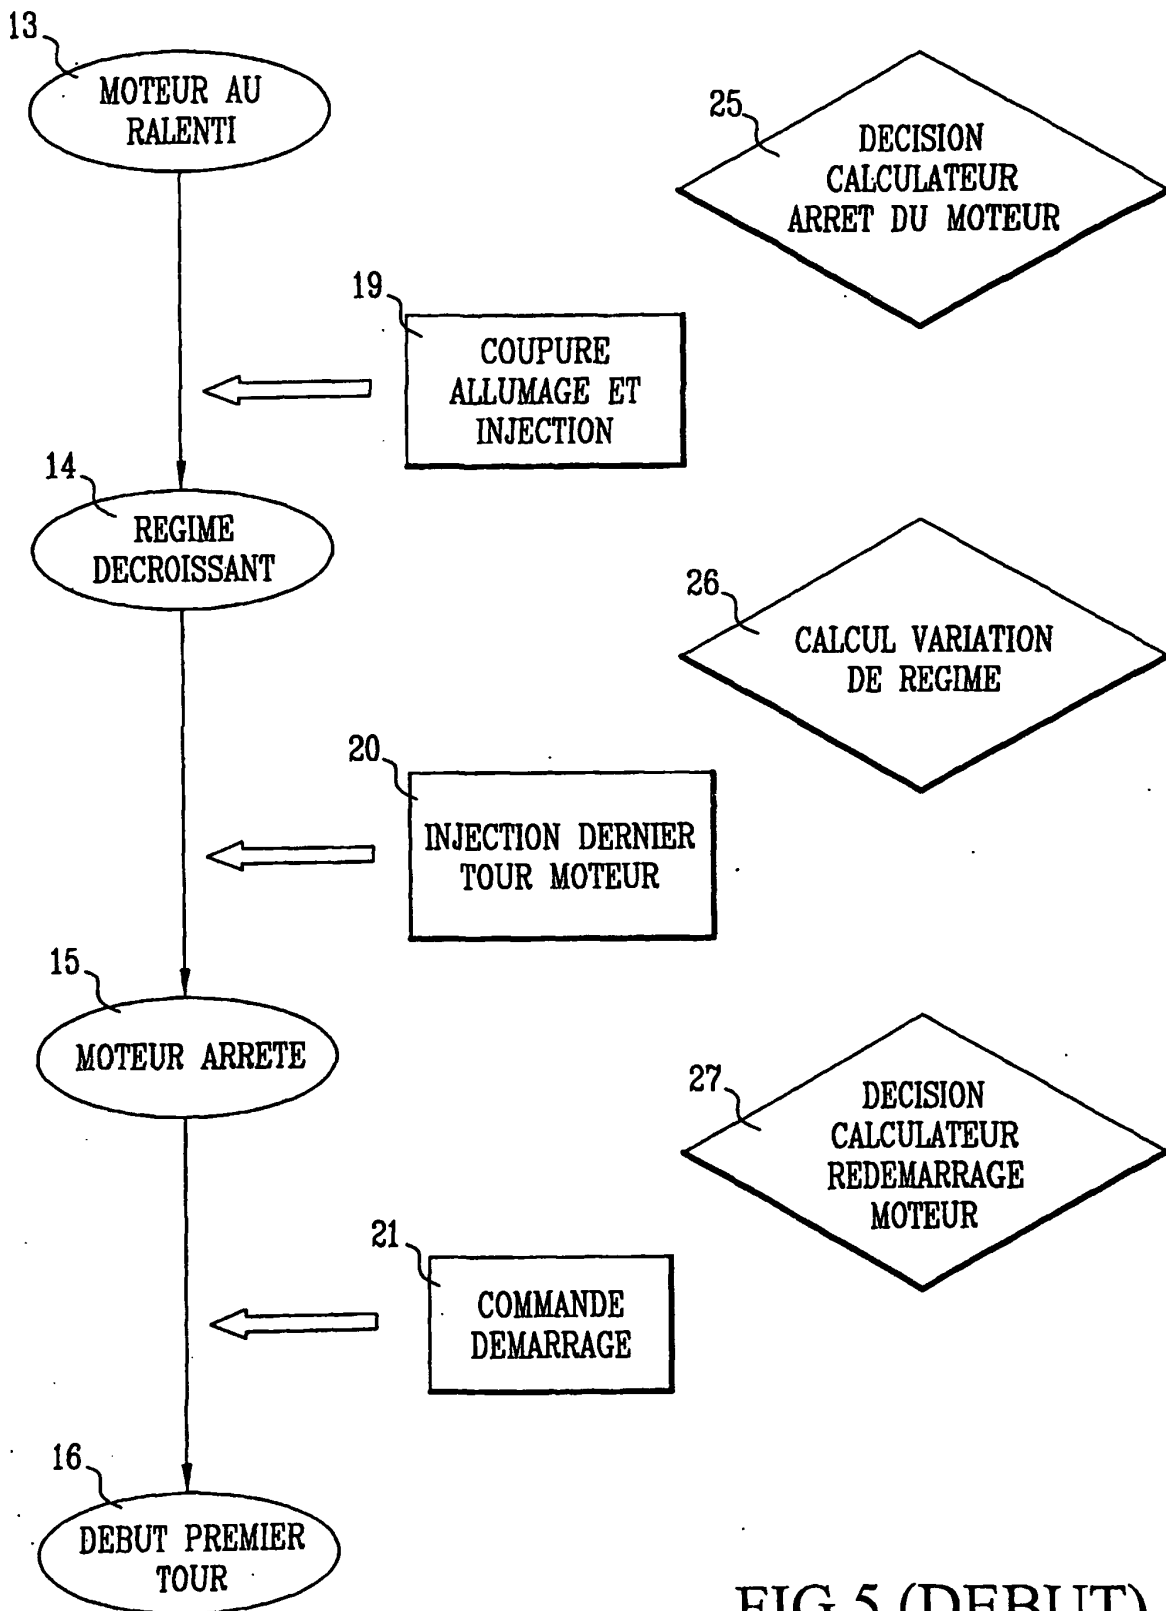 13
MOTEUR AU
RALENTI
25
DECISION
CALCULATEUR
ARRET DU MOTEUR
19
COUPURE
ALLUMAGE ET
INJECTION
14
REGIME
DECROISSANT
26
CALCUL VARIATION
DE REGIME
20
INJECTION DERNIER
TOUR MOTEUR
15
MOTEUR ARRETE
27
DECISION
CALCULATEUR
REDEMARRAGE
MOTEUR
21
COMMANDE
DEMARRAGE
16
DEBUT PREMIER
TOUR
FIG.5 (DEBUT)